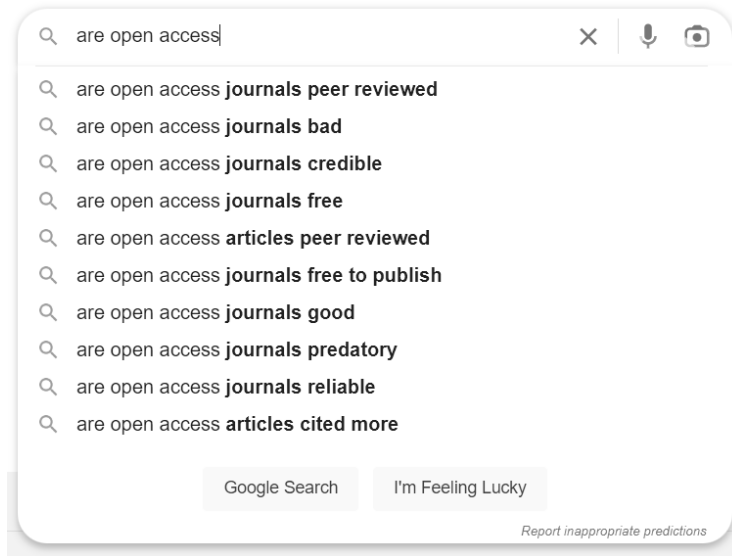 are open access
are open access journals peer reviewed
are open access journals bad
are open access journals credible
are open access journals free
are open access articles peer reviewed
are open access journals free to publish
are open access journals good
are open access journals predatory
are open access journals reliable
are open access articles cited more
Google Search I'm Feeling Lucky
Report inappropriate predictions